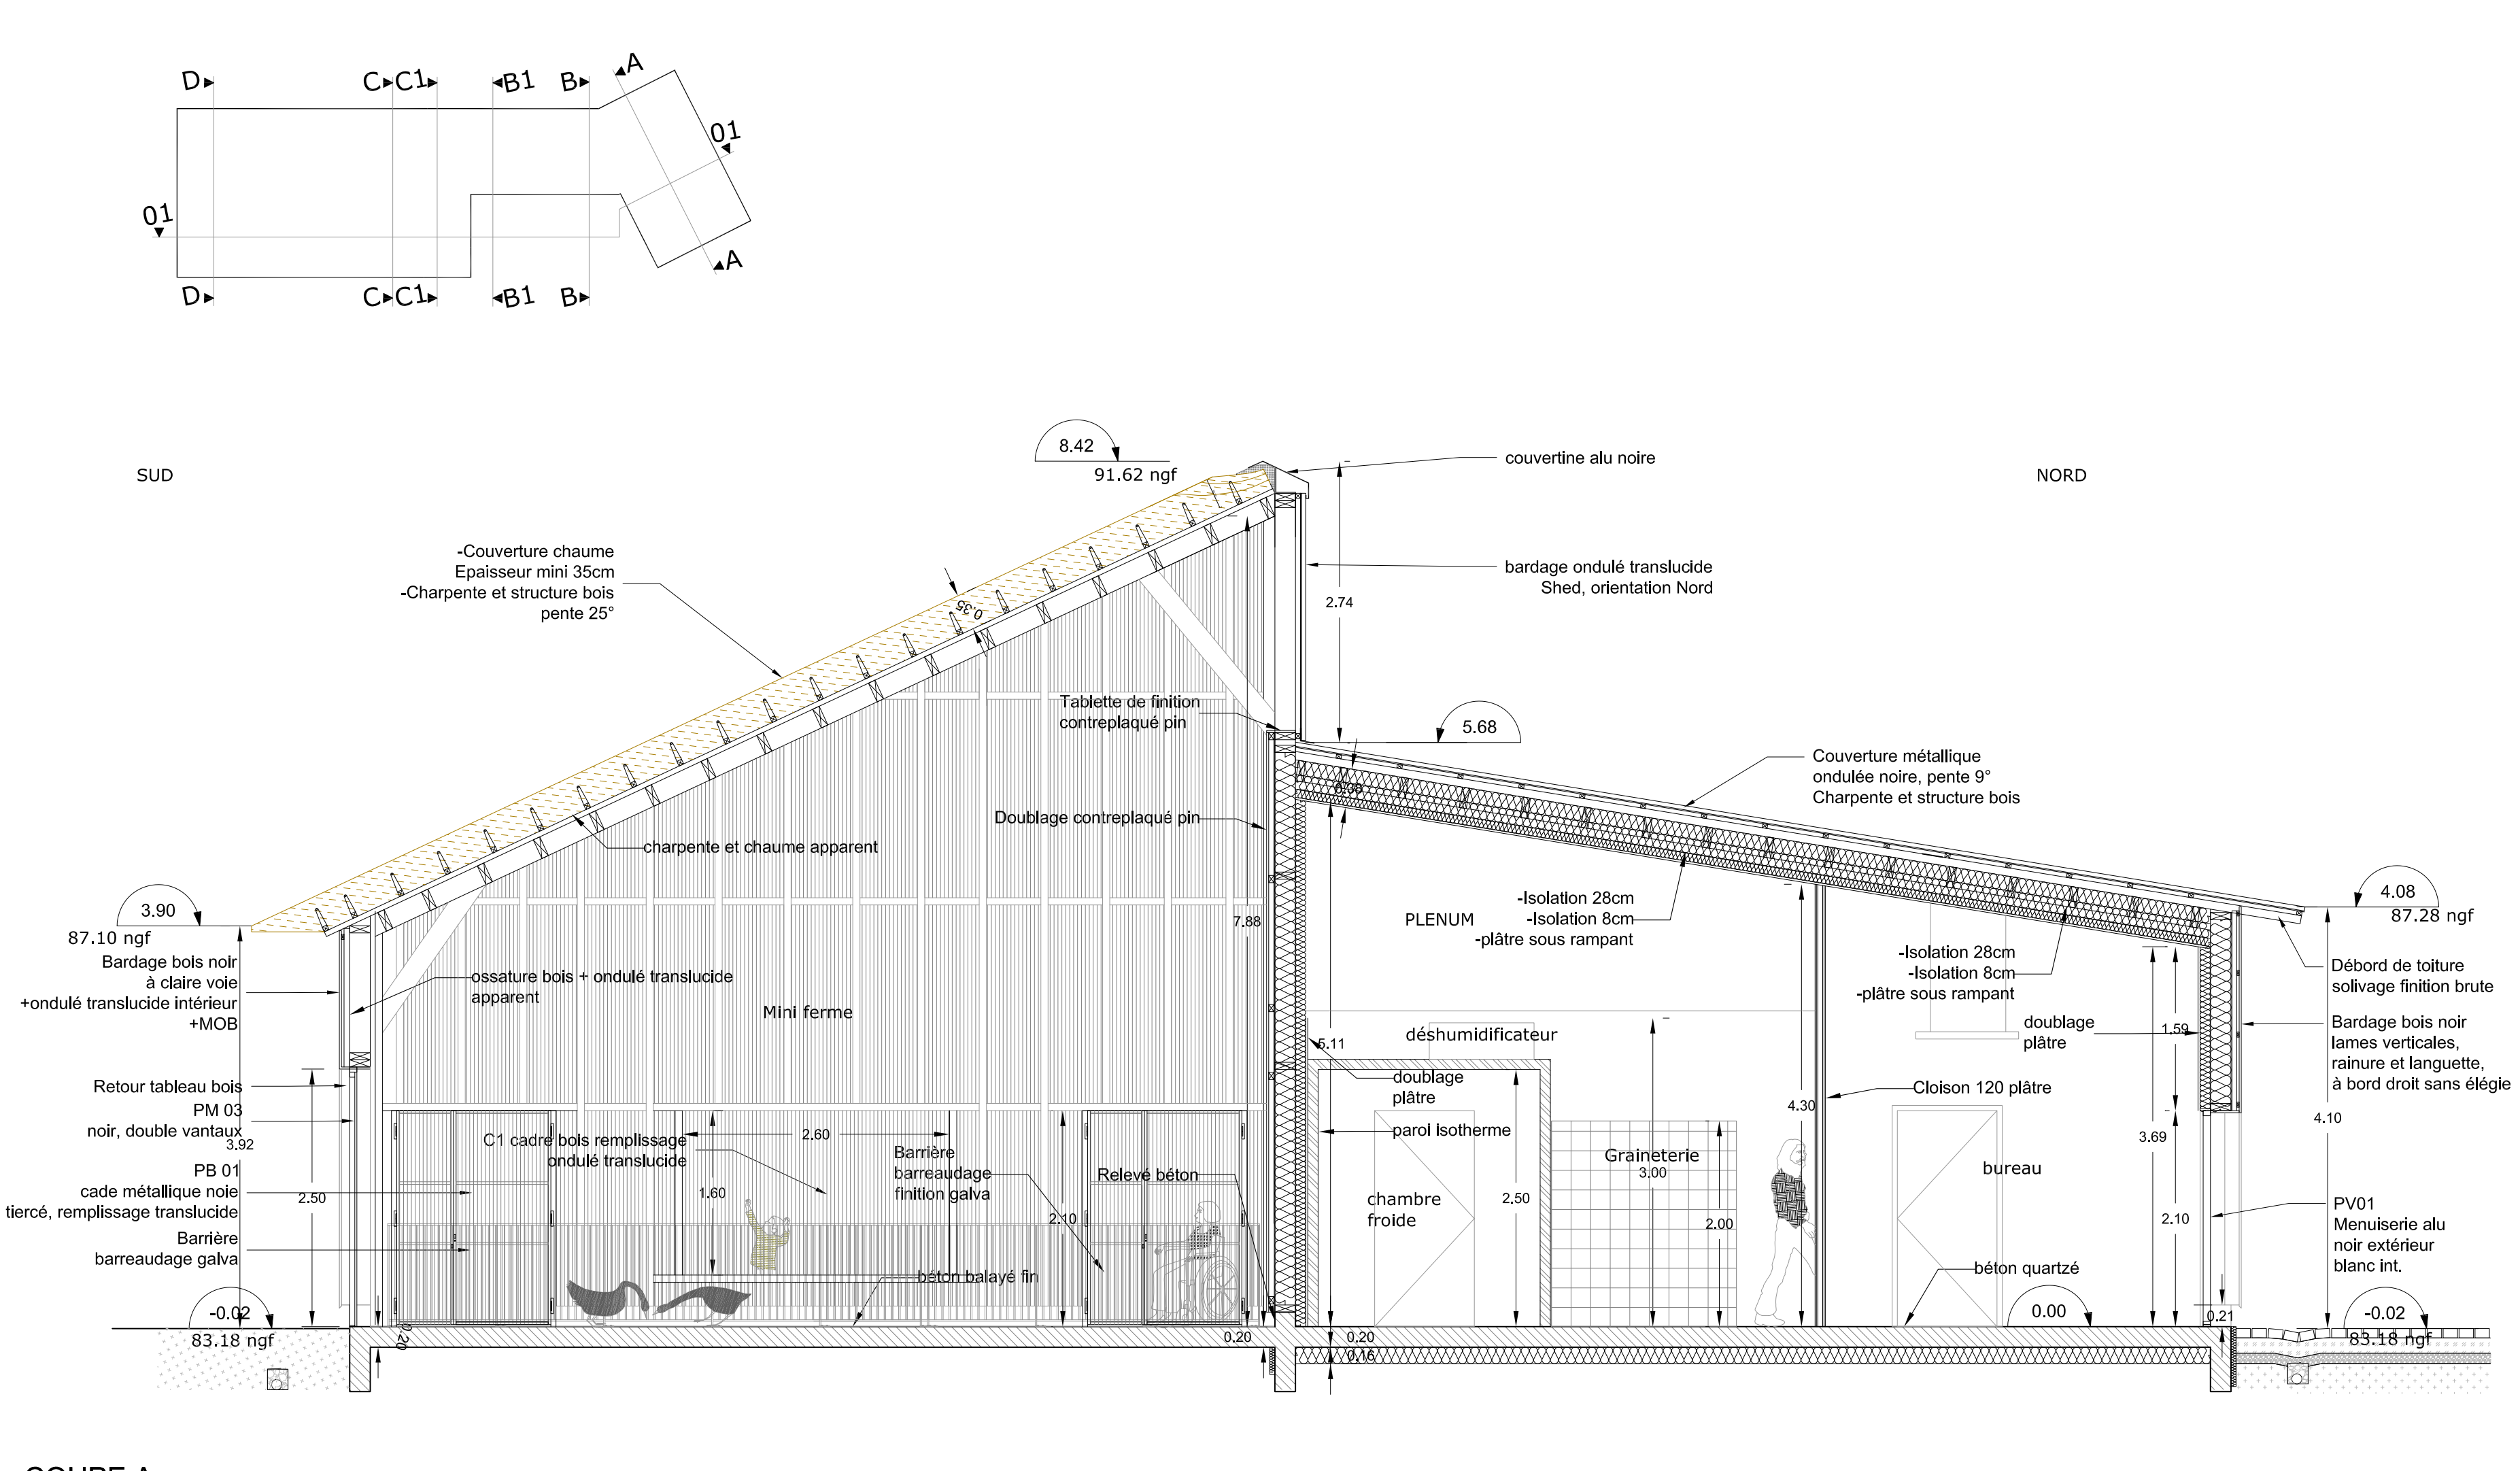 D C C1 B1 B A
01
01
D C C1 B1 B A
8.42
91.62 ngf
couvertine alu noire
SUD
NORD
-Couverture chaume
Epaisseur mini 35cm
-Charpente et structure bois
pente 25°
0,35
bardage ondulé translucide
Shed, orientation Nord
2.74
Tablette de finition
contreplaqué pin
5.68
Couverture métallique
ondulée noire, pente 9°
Charpente et structure bois
0,38
Doublage contreplaqué pin
charpente et chaume apparent
3.90
87.10 ngf
7.88
PLENUM
-Isolation 28cm
-Isolation 8cm
-plâtre sous rampant
4.08
87.28 ngf
Bardage bois noir
à claire voie
+ondulé translucide intérieur
+MOB
ossature bois + ondulé translucide
apparent
Mini ferme
-Isolation 28cm
-Isolation 8cm
-plâtre sous rampant
Débord de toiture
solivage finition brute
déshumidificateur
5.11
doublage
plâtre
1.59
Bardage bois noir
lames verticales,
rainure et languette,
à bord droit sans élégie
Retour tableau bois
PM 03
noir, double vantaux
3.92
doublage
plâtre
paroi isotherme
Cloison 120 plâtre
4.30
4.10
3.69
C1 cadre bois remplissage
ondulé translucide
2.60
1.60
Barrière
barreaudage
finition galva
2.10
Relevé béton
Graineterie
3.00
bureau
PB 01
cade métallique noie
tiercé, remplissage translucide
2.50
chambre
froide
2.50
2.00
2.10
PV01
Menuiserie alu
noir extérieur
blanc int.
Barrière
barreaudage galva
béton balayé fin
béton quartzé
-0.02
83.18 ngf
0,20
0,20
0,20
0,16
0.00
0,21
-0.02
83.18 ngf